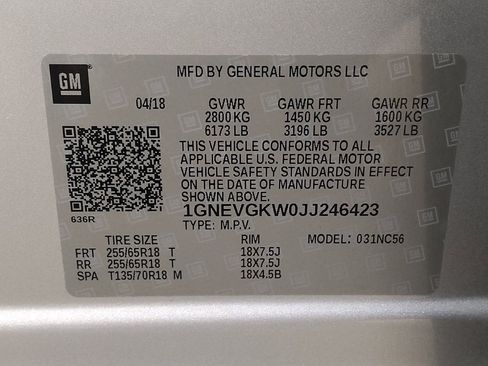 GM
MFD BY GENERAL MOTORS LLC
04/18 GVWR GAWR FRT GAWR RR
2800 KG 1450 KG 1600 KG
6173 LB 3196 LB 3527 LB
THIS VEHICLE CONFORMS TO ALL
APPLICABLE U.S. FEDERAL MOTOR
VEHICLE SAFETY STANDARDS IN EFFECT
ON THE DATE OF MANUFACTURE
SHOWN ABOVE.
1GNEVGKW0JJ246423
636R
TYPE: M.P.V.
TIRE SIZE RIM MODEL: 031NC56
FRT 255/65R18 T 18X7.5J
RR 255/65R18 T 18X7.5J
SPA T135/70R18 M 18X4.5B